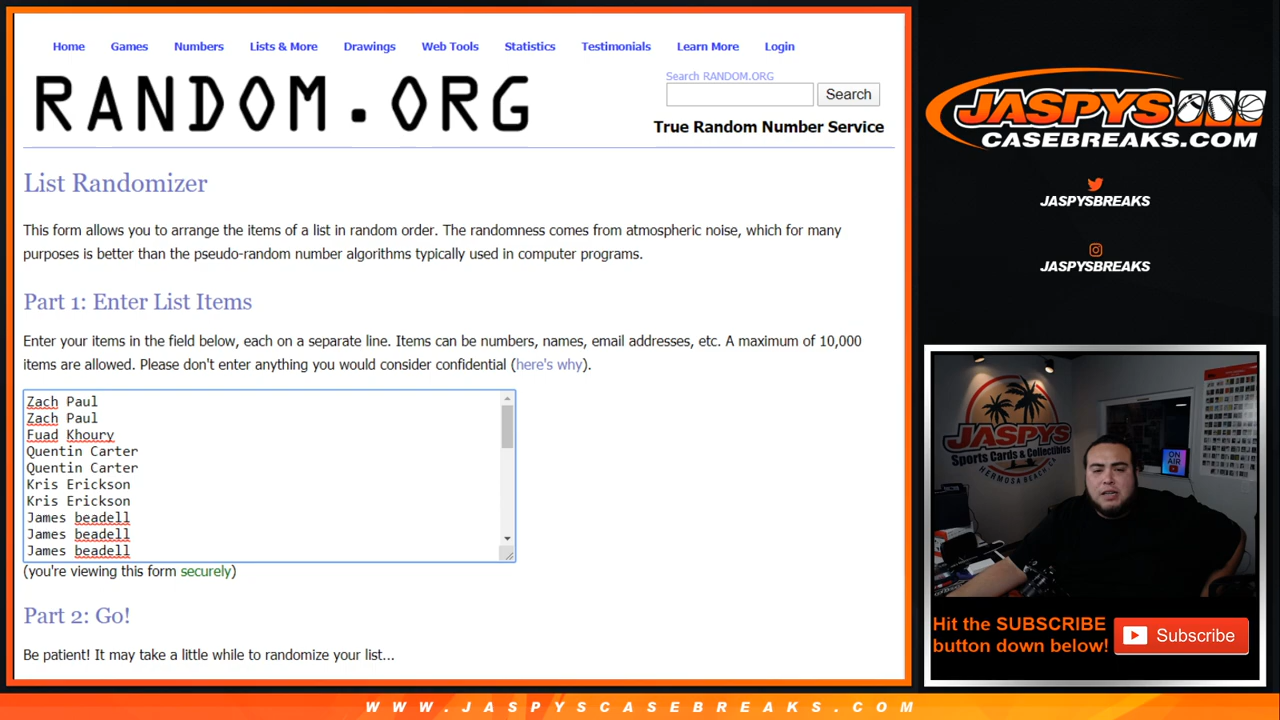 Home Games Numbers Lists & More Drawings Web Tools Statistics Testimonials Learn More Login
RANDOM.ORG
Search RANDOM.ORG
Search
True Random Number Service
List Randomizer
This form allows you to arrange the items of a list in random order. The randomness comes from atmospheric noise, which for many
purposes is better than the pseudo-random number algorithms typically used in computer programs.
Part 1: Enter List Items
Enter your items in the field below, each on a separate line. Items can be numbers, names, email addresses, etc. A maximum of 10,000
items are allowed. Please don't enter anything you would consider confidential (here's why).
Zach Paul
Zach Paul
Fuad Khoury
Quentin Carter
Quentin Carter
Kris Erickson
Kris Erickson
James beadell
James beadell
James beadell
(you're viewing this form securely)
Part 2: Go!
Be patient! It may take a little while to randomize your list...
JASPYS
CASEBREAKS.COM
JASPYSBREAKS
JASPYSBREAKS
JASPYS
Sports Cards & Collectibles
HERMOSA BEACH, CA
ON
AIR
Hit the SUBSCRIBE
button down below!
Subscribe
WWW.JASPYSCASEBREAKS.COM